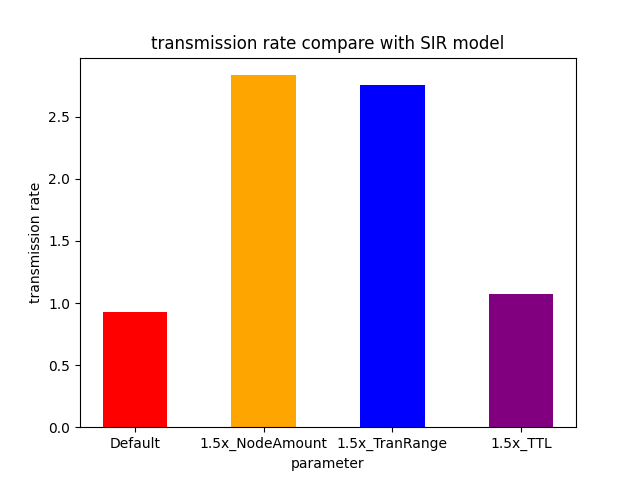 transmission rate compare with SIR model
transmission rate
2.5
2.0
1.5
1.0
0.5
0.0
Default 1.5x_NodeAmount 1.5x_TranRange 1.5x_TTL
parameter